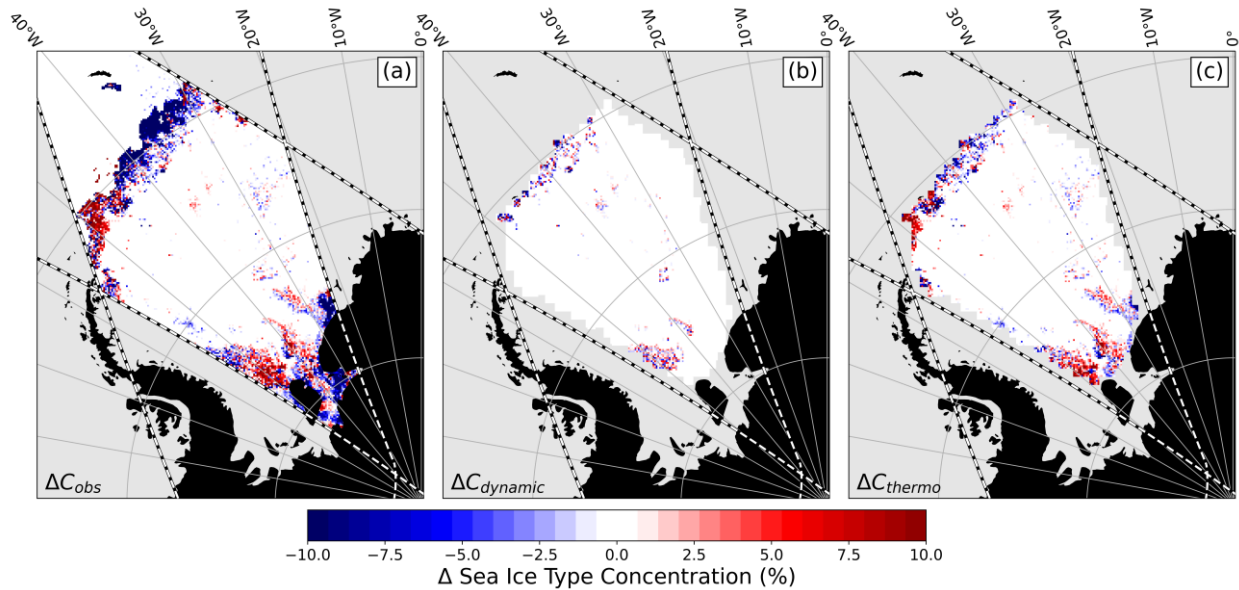 40°W 30°W 20°W 10°W 0° 40°W 30°W 20°W 10°W 0° 40°W 30°W 20°W 10°W 0°
(a) (b) (c)
ΔC_obs ΔC_dynamic ΔC_thermo
−10.0 −7.5 −5.0 −2.5 0.0 2.5 5.0 7.5 10.0
Δ Sea Ice Type Concentration (%)